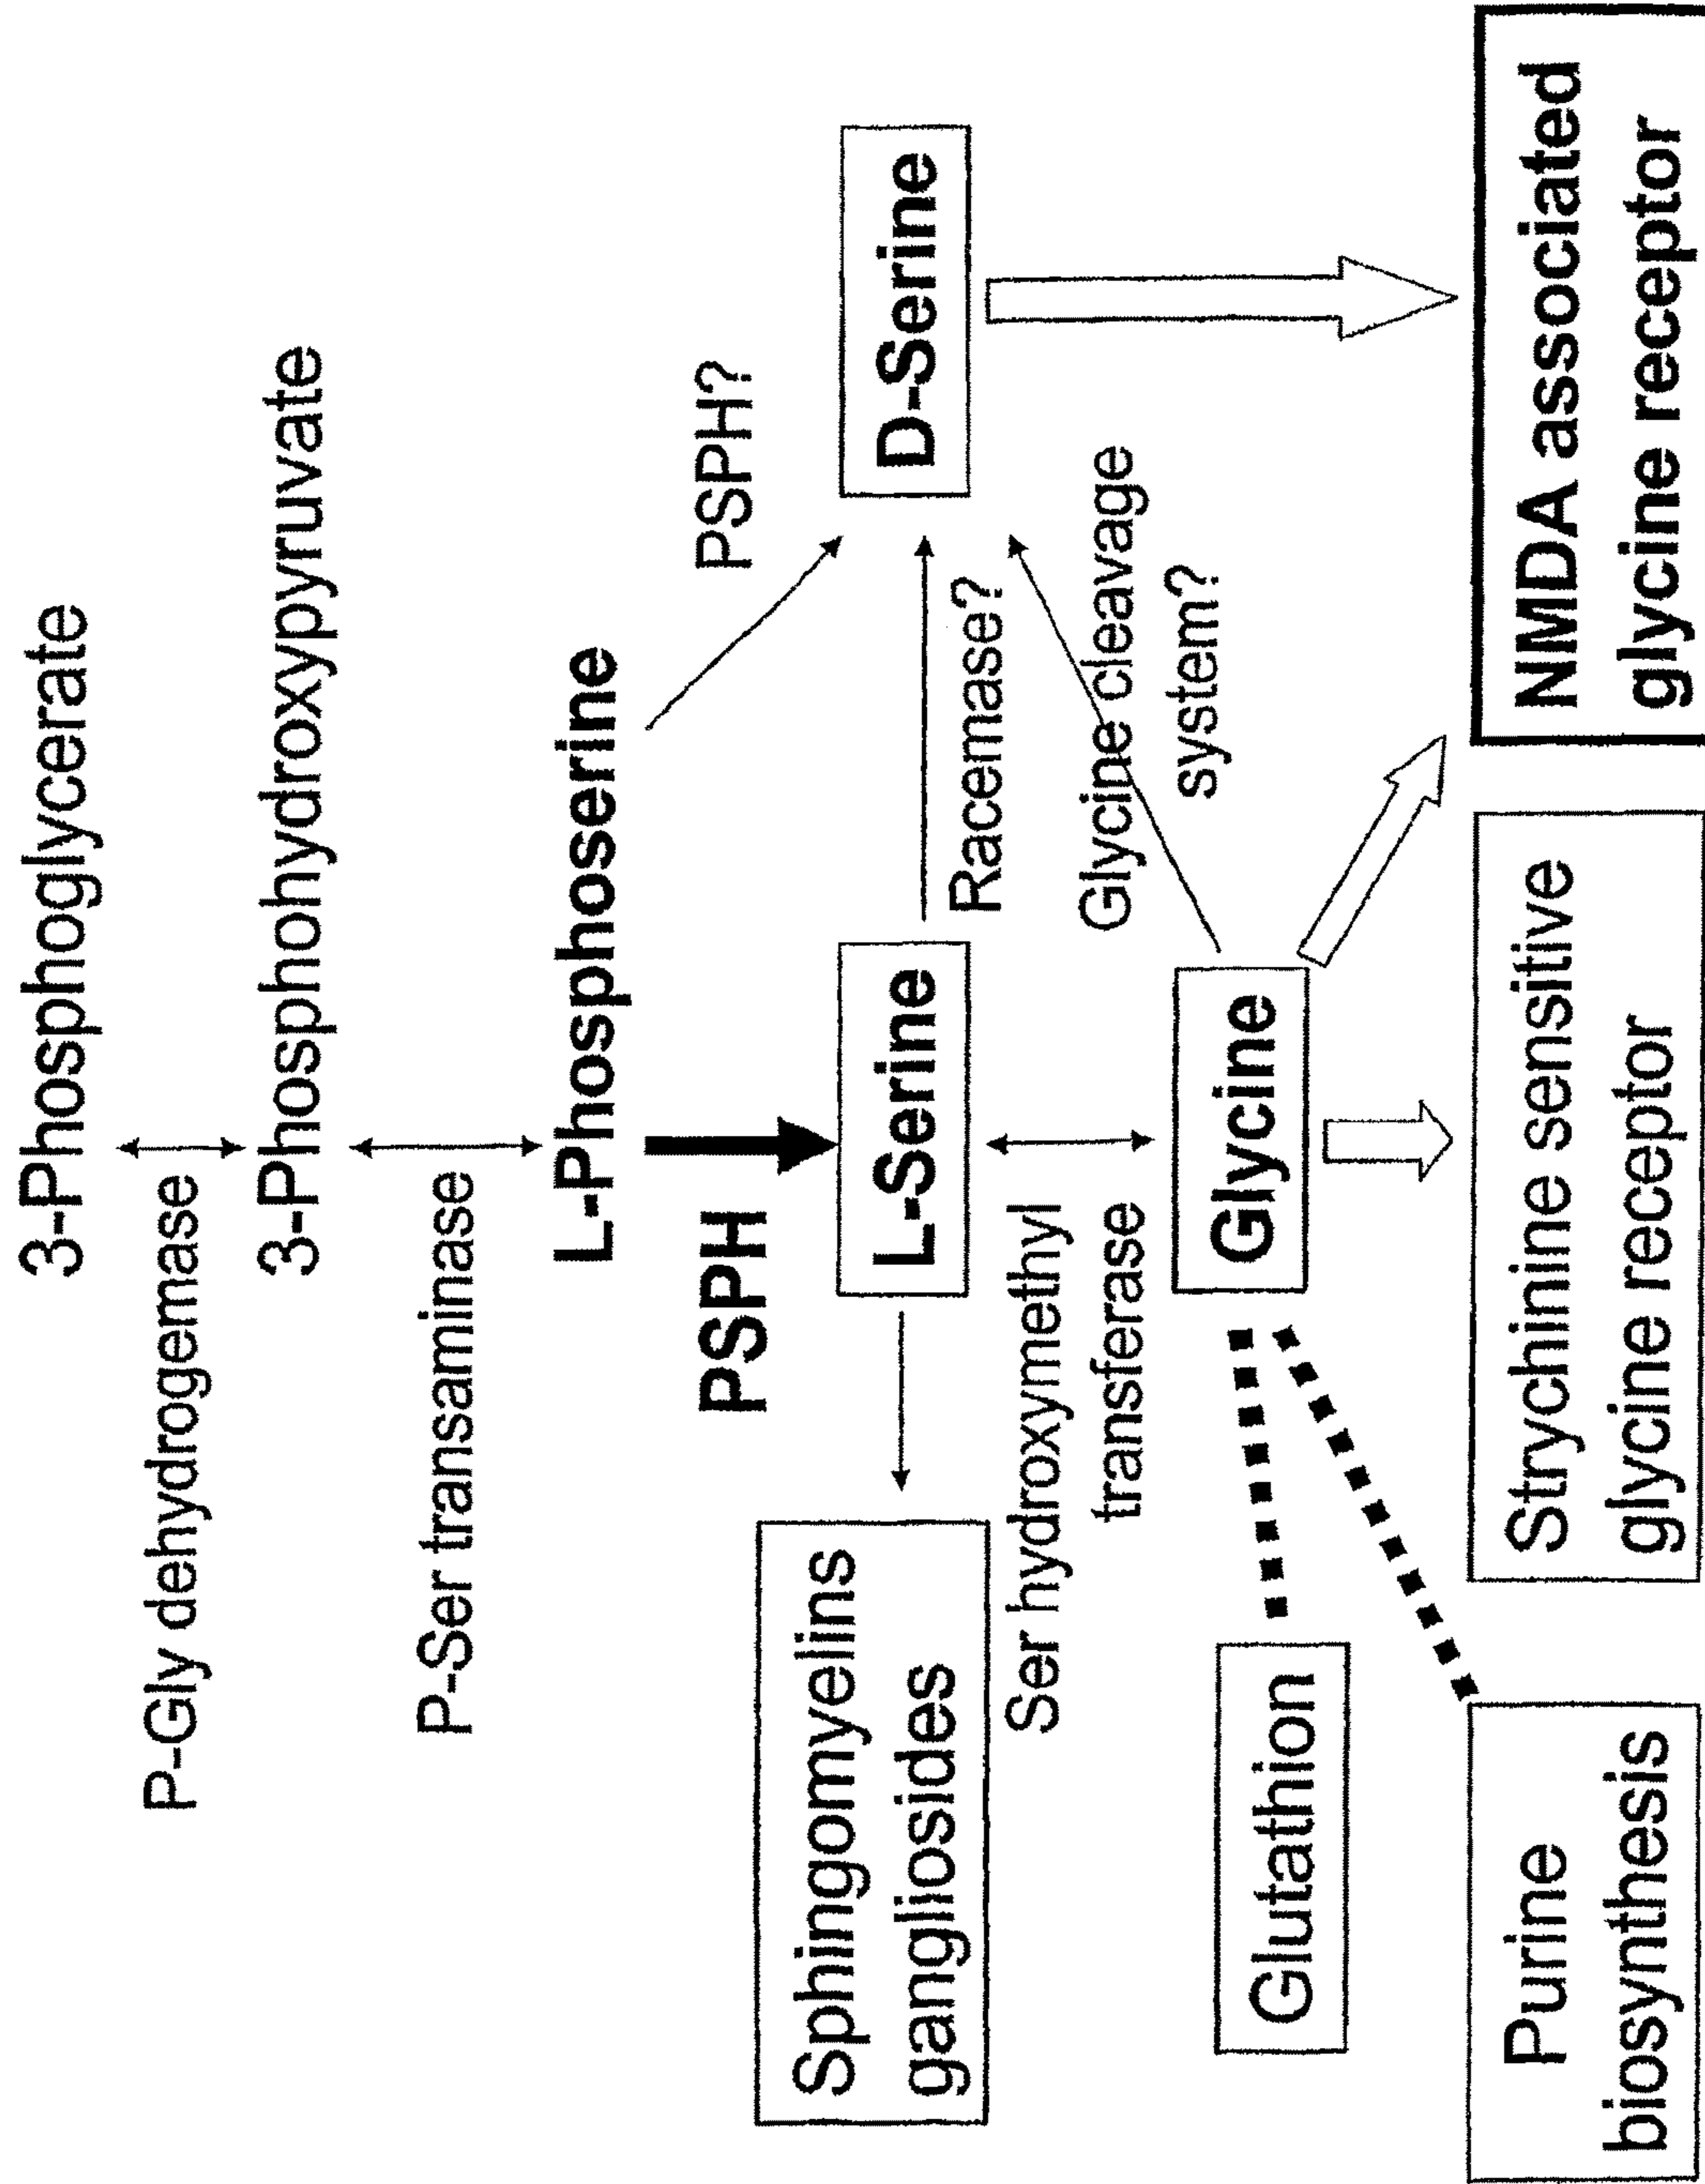 3-Phosphoglycerate
P-Gly dehydrogemase
3-Phosphohydroxypyruvate
P-Ser transaminase
L-Phosphoserine
PSPH
PSPH?
Sphingomyelins
gangliosides
L-Serine
Racemase?
D-Serine
Ser hydroxymethyl
transferase
Glycine cleavage
system?
Glutathion
Glycine
Purine
biosynthesis
Strychinine sensitive
glycine receptor
NMDA associated
glycine receptor